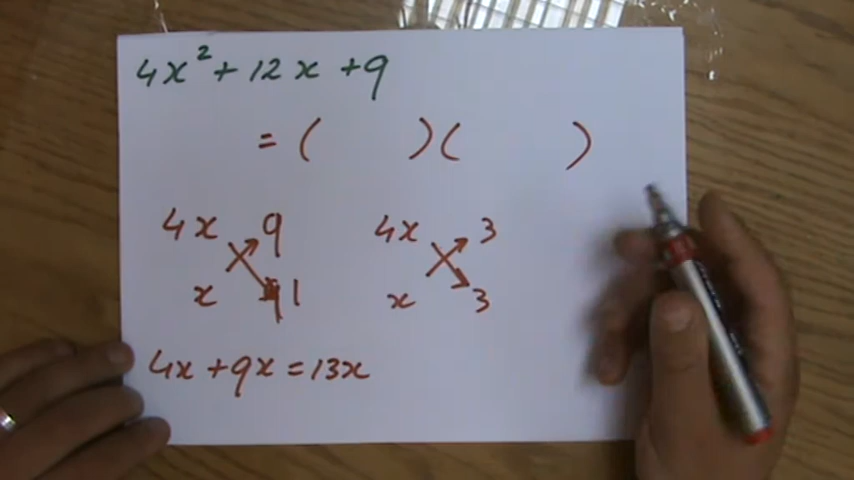 4x² + 12x + 9
= ( ) ( )
4x 9 4x 3
x 1 x 3
4x + 9x = 13x